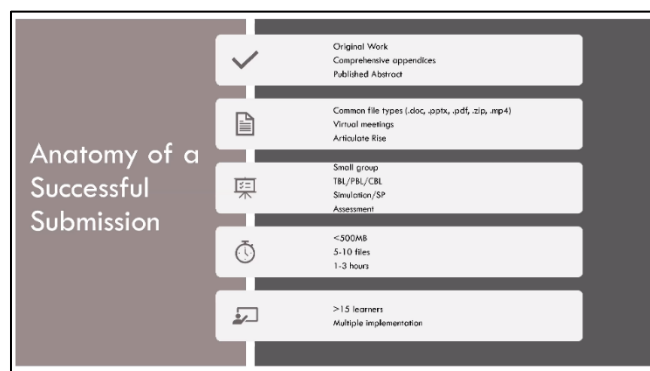 Anatomy of a
Successful
Submission
Original Work
Comprehensive appendices
Published Abstract
Common file types (.doc, .pptx, .pdf, .zip, .mp4)
Virtual meetings
Articulate Rise
Small group
TBL/PBL/CBL
Simulation/SP
Assessment
<500MB
5-10 files
1-3 hours
>15 learners
Multiple implementation